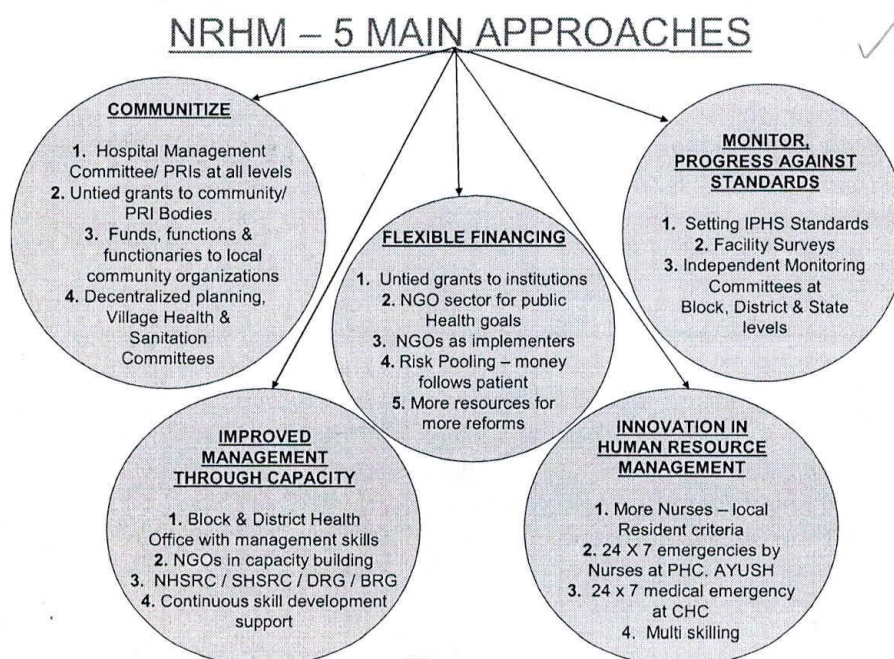 NRHM – 5 MAIN APPROACHES
COMMUNITIZE
1. Hospital Management
Committee/ PRIs at all levels
2. Untied grants to community/
PRI Bodies
3. Funds, functions &
functionaries to local
community organizations
4. Decentralized planning,
Village Health &
Sanitation
Committees
FLEXIBLE FINANCING
1. Untied grants to institutions
2. NGO sector for public
Health goals
3. NGOs as implementers
4. Risk Pooling – money
follows patient
5. More resources for
more reforms
MONITOR,
PROGRESS AGAINST
STANDARDS
1. Setting IPHS Standards
2. Facility Surveys
3. Independent Monitoring
Committees at
Block, District & State
levels
IMPROVED
MANAGEMENT
THROUGH CAPACITY
1. Block & District Health
Office with management skills
2. NGOs in capacity building
3. NHSRC / SHSRC / DRG / BRG
4. Continuous skill development
support
INNOVATION IN
HUMAN RESOURCE
MANAGEMENT
1. More Nurses – local
Resident criteria
2. 24 X 7 emergencies by
Nurses at PHC. AYUSH
3. 24 x 7 medical emergency
at CHC
4. Multi skilling